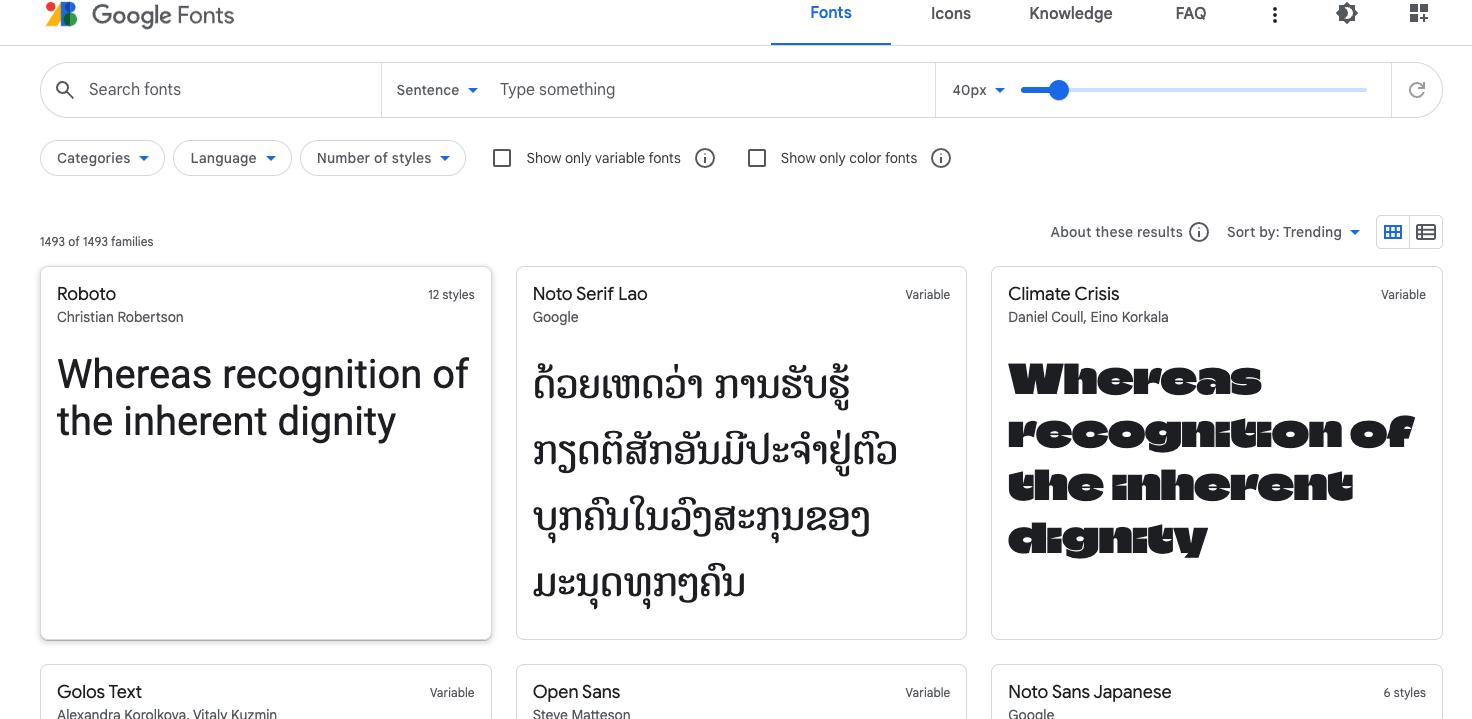 Google Fonts
Fonts
Icons
Knowledge
FAQ
Search fonts
Sentence
Type something
40px
Categories
Language
Number of styles
Show only variable fonts
Show only color fonts
1493 of 1493 families
About these results
Sort by: Trending
Roboto
12 styles
Christian Robertson
Whereas recognition of
the inherent dignity
Noto Serif Lao
Variable
Google
ດ້ວຍເຫດວ່າ ການຮັບຮູ້
ກຽດຕິສັກອັນມີປະຈຳຢູ່ຕົວ
ບຸກຄົນໃນວົງສະກຸນຂອງ
ມະນຸດທຸກໆຄົນ
Climate Crisis
Variable
Daniel Coull, Eino Korkala
Whereas
recognition of
the inherent
dignity
Golos Text
Variable
Alexandra Korolkova, Vitaly Kuzmin
Open Sans
Variable
Steve Matteson
Noto Sans Japanese
6 styles
Google